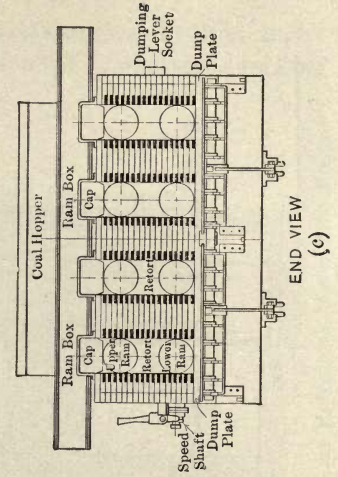 Coal Hopper
Ram Box
Ram Box
Cap
Cap
Upper
Ram
Retort
Lower
Ram
Retort
Dumping
Lever
Socket
Dump
Plate
Speed
Shaft
Dump
Plate
END VIEW
(c)